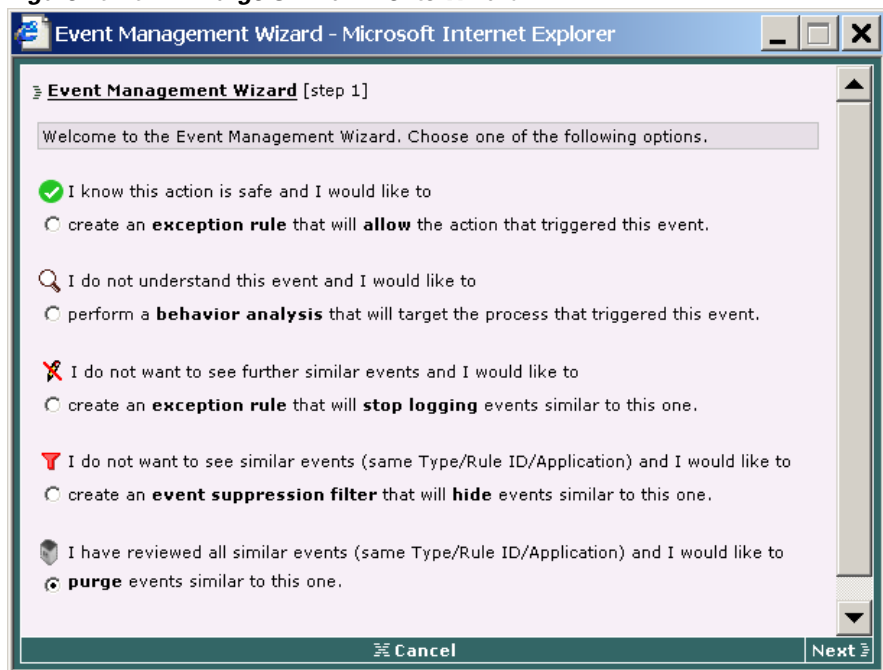 Event Management Wizard - Microsoft Internet Explorer
Event Management Wizard [step 1]
Welcome to the Event Management Wizard. Choose one of the following options.
I know this action is safe and I would like to
create an exception rule that will allow the action that triggered this event.
I do not understand this event and I would like to
perform a behavior analysis that will target the process that triggered this event.
I do not want to see further similar events and I would like to
create an exception rule that will stop logging events similar to this one.
I do not want to see similar events (same Type/Rule ID/Application) and I would like to
create an event suppression filter that will hide events similar to this one.
I have reviewed all similar events (same Type/Rule ID/Application) and I would like to
purge events similar to this one.
Cancel
Next